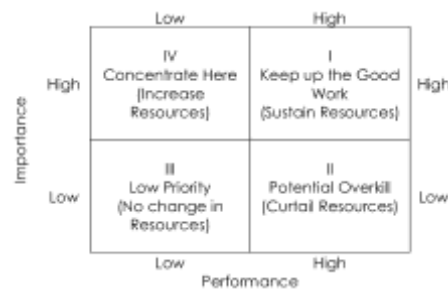 Low High
IV
Concentrate Here
(Increase
Resources)
I
Keep up the Good
Work
(Sustain Resources)
High High
Importance
III
Low Priority
(No change in
Resources)
II
Potential Overkill
(Curtail Resources)
Low Low
Low High
Performance